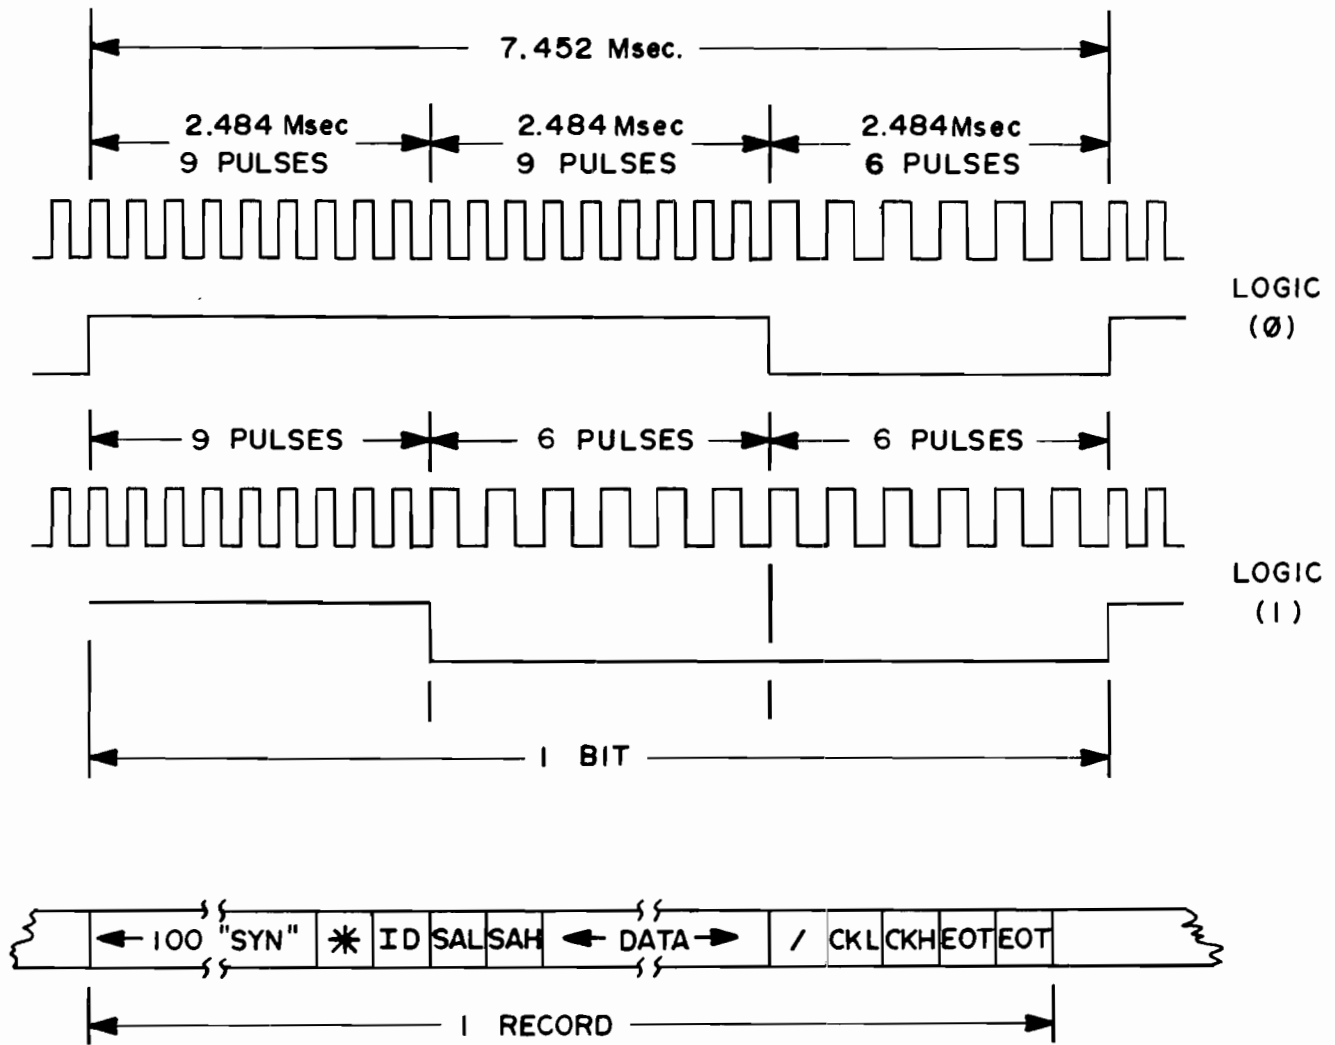 7.452 Msec.
2.484 Msec 2.484 Msec 2.484 Msec
9 PULSES 9 PULSES 6 PULSES
LOGIC
(Ø)
9 PULSES 6 PULSES 6 PULSES
LOGIC
(1)
1 BIT
100 "SYN" * ID SAL SAH DATA / CKL CKH EOT EOT
1 RECORD